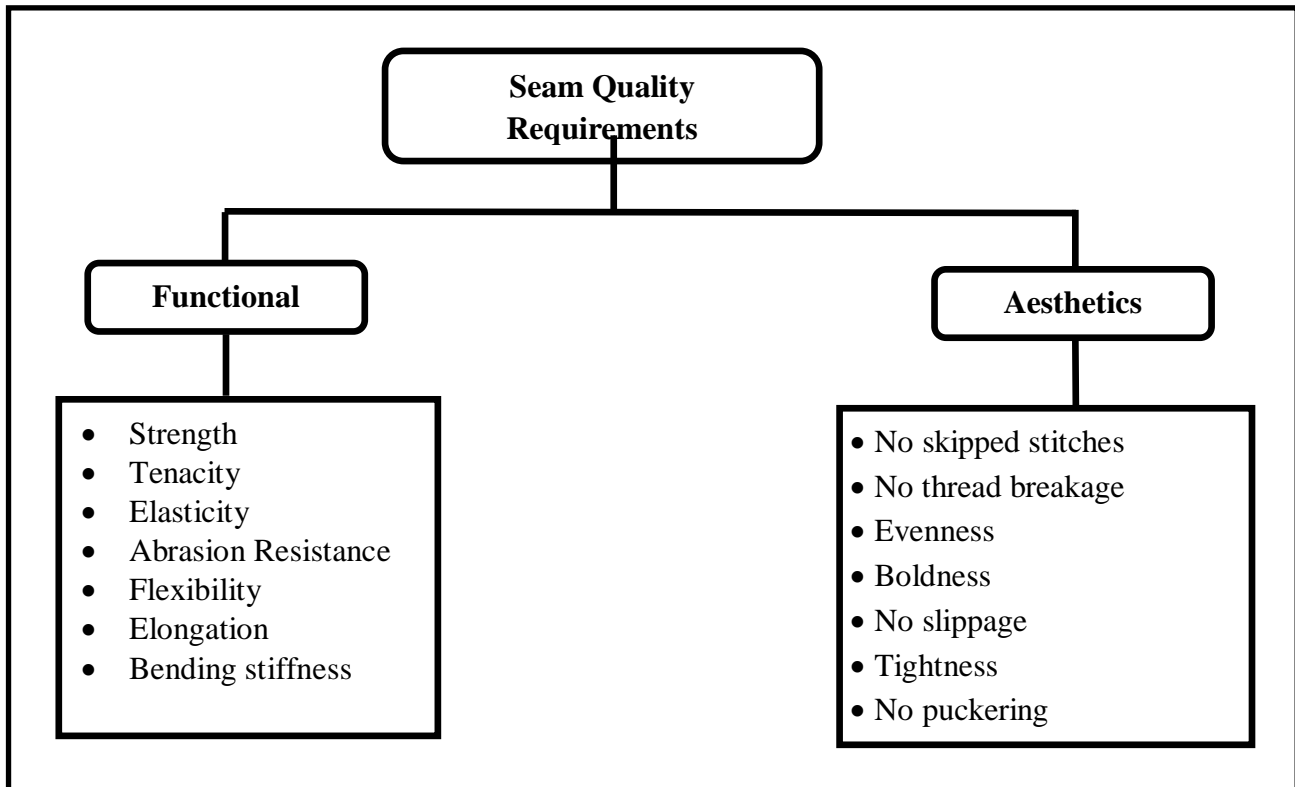 Seam Quality
Requirements
Functional
Aesthetics
• Strength
• Tenacity
• Elasticity
• Abrasion Resistance
• Flexibility
• Elongation
• Bending stiffness
• No skipped stitches
• No thread breakage
• Evenness
• Boldness
• No slippage
• Tightness
• No puckering